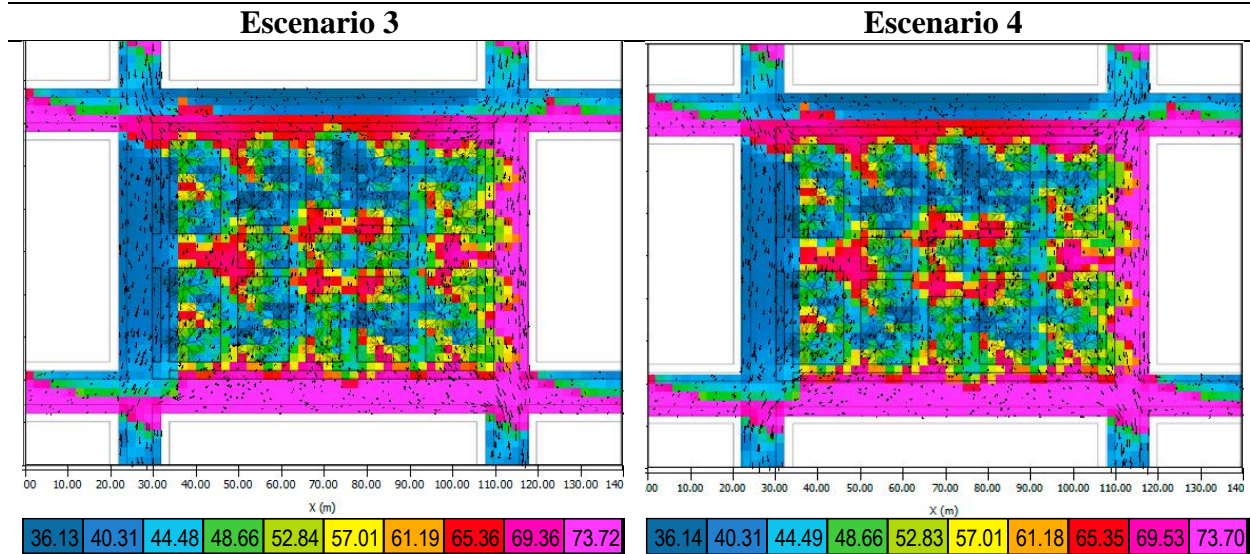 Escenario 3 Escenario 4
00 10.00 20.00 30.00 40.00 50.00 60.00 70.00 80.00 90.00 100.00 110.00 120.00 130.00 140 00 10.00 20.00 30.00 40.00 50.00 60.00 70.00 80.00 90.00 100.00 110.00 120.00 130.00 140
X (m) X (m)
36.13 40.31 44.48 48.66 52.84 57.01 61.19 65.36 69.36 73.72 36.14 40.31 44.49 48.66 52.83 57.01 61.18 65.35 69.53 73.70